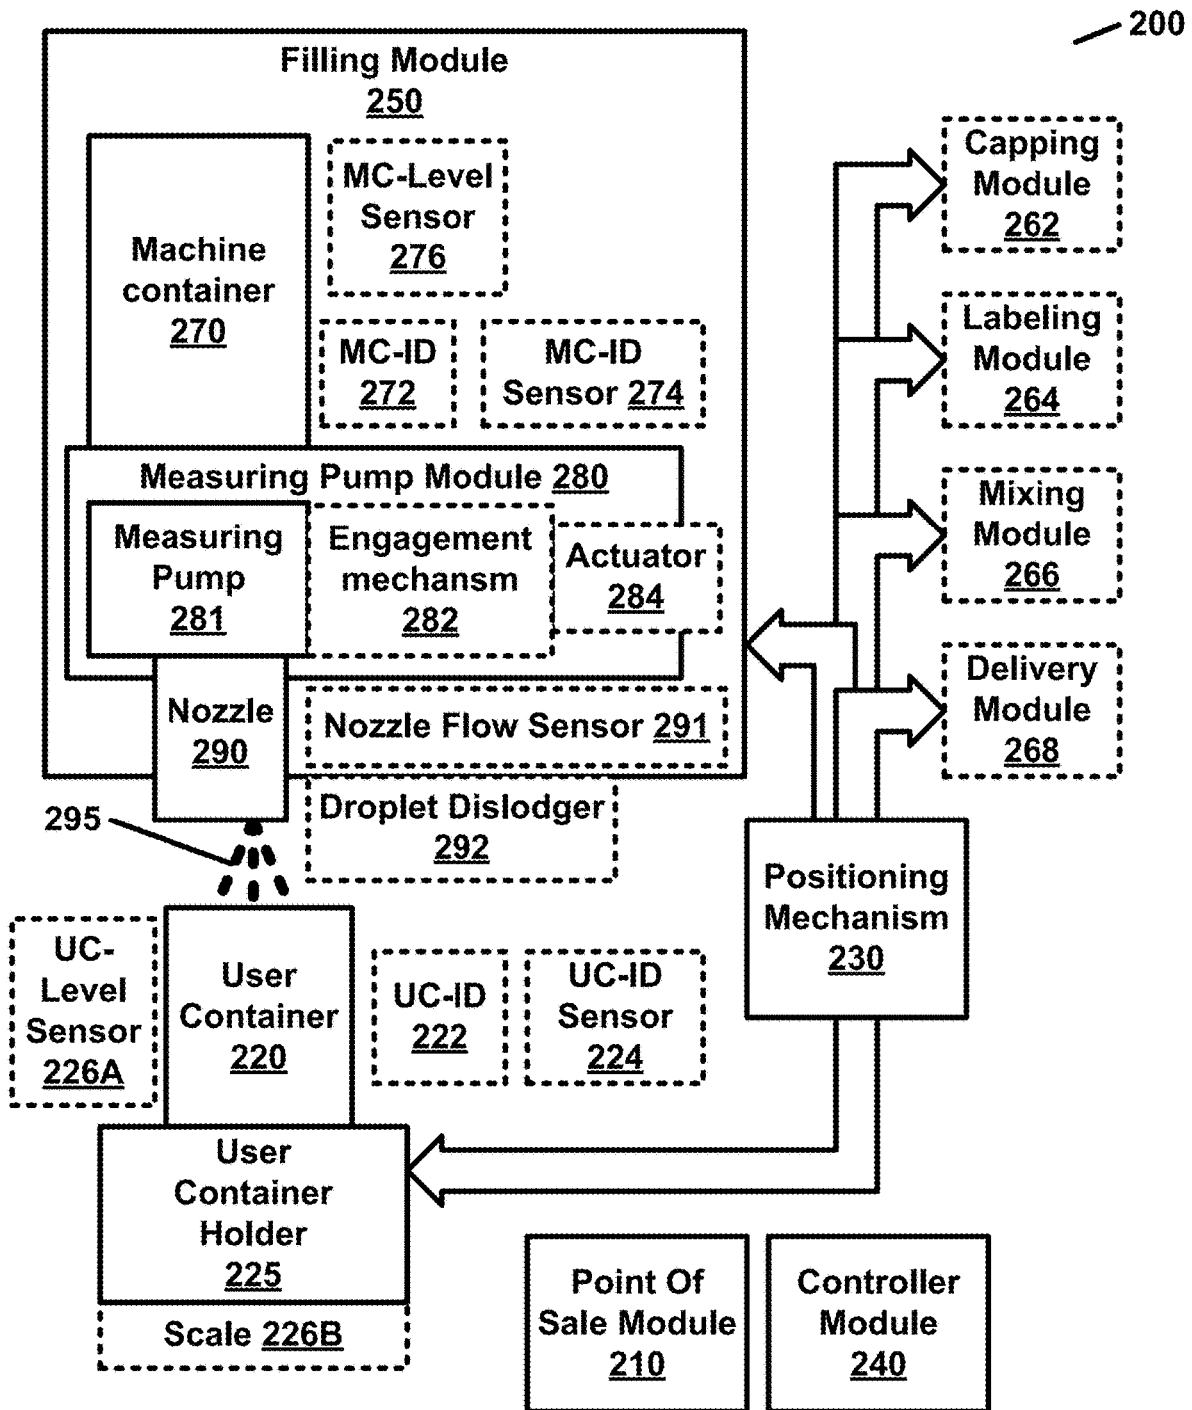 200
Filling Module
250
MC-Level
Sensor
276
Machine
container
270
MC-ID
272
MC-ID
Sensor 274
Measuring Pump Module 280
Measuring
Pump
281
Engagement
mechansm
282
Actuator
284
Nozzle
290
Nozzle Flow Sensor 291
Droplet Dislodger
292
295
Capping
Module
262
Labeling
Module
264
Mixing
Module
266
Delivery
Module
268
Positioning
Mechanism
230
UC-
Level
Sensor
226A
User
Container
220
UC-ID
222
UC-ID
Sensor
224
User
Container
Holder
225
Scale 226B
Point Of
Sale Module
210
Controller
Module
240